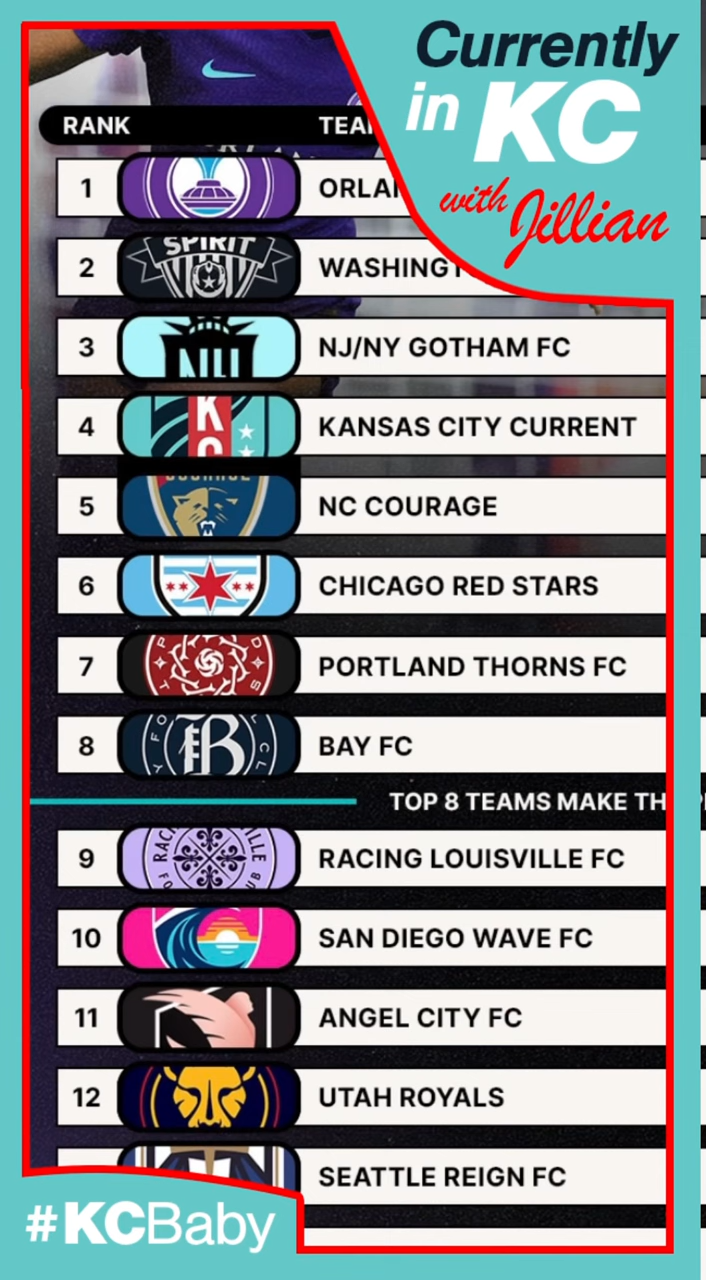 Currently
in KC
with Jillian
RANK
1
2 WASHINGT
3 NJ/NY GOTHAM FC
4 KANSAS CITY CURRENT
5 NC COURAGE
6 CHICAGO RED STARS
7 PORTLAND THORNS FC
8 BAY FC
TOP 8 TEAMS MAKE
9 RACING LOUISVILLE FC
10 SAN DIEGO WAVE FC
11 ANGEL CITY FC
12 UTAH ROYALS
SEATTLE REIGN FC
SPIRIT
KC
#KCBaby